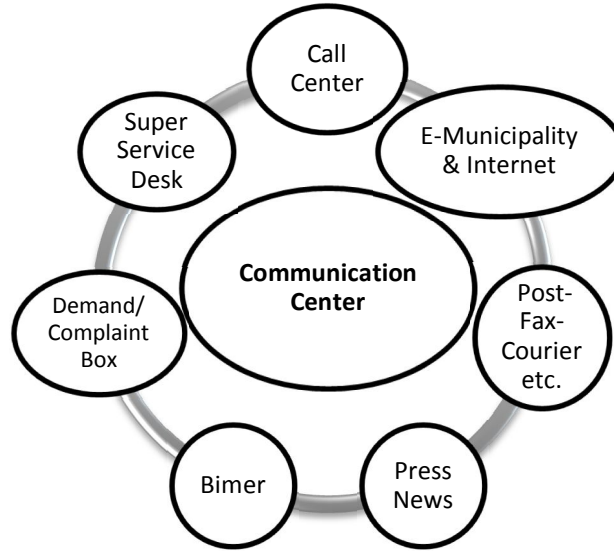 Call
Center
E-Municipality
& Internet
Super
Service
Desk
Communication
Center
Post-
Fax-
Courier
etc.
Demand/
Complaint
Box
Bimer
Press
News